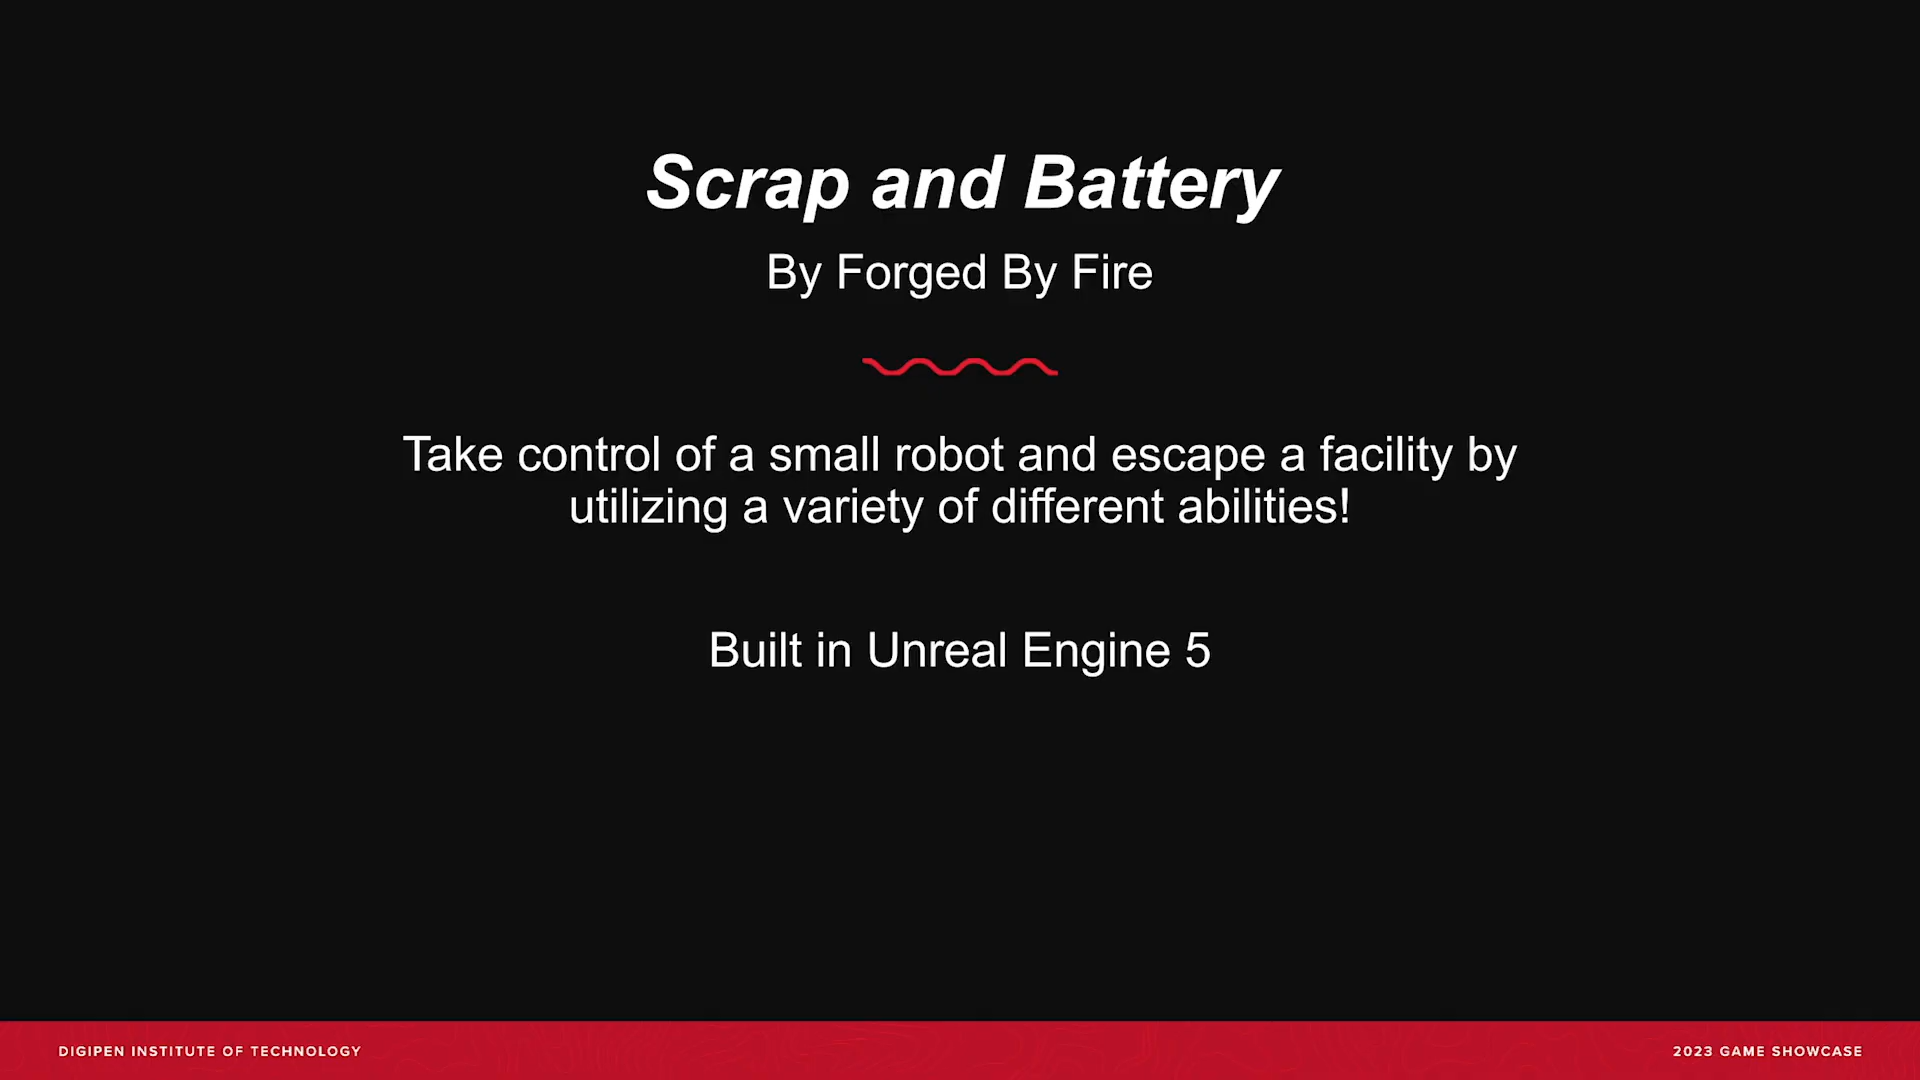 Scrap and Battery
By Forged By Fire
Take control of a small robot and escape a facility by
utilizing a variety of different abilities!
Built in Unreal Engine 5
DIGIPEN INSTITUTE OF TECHNOLOGY
2023 GAME SHOWCASE